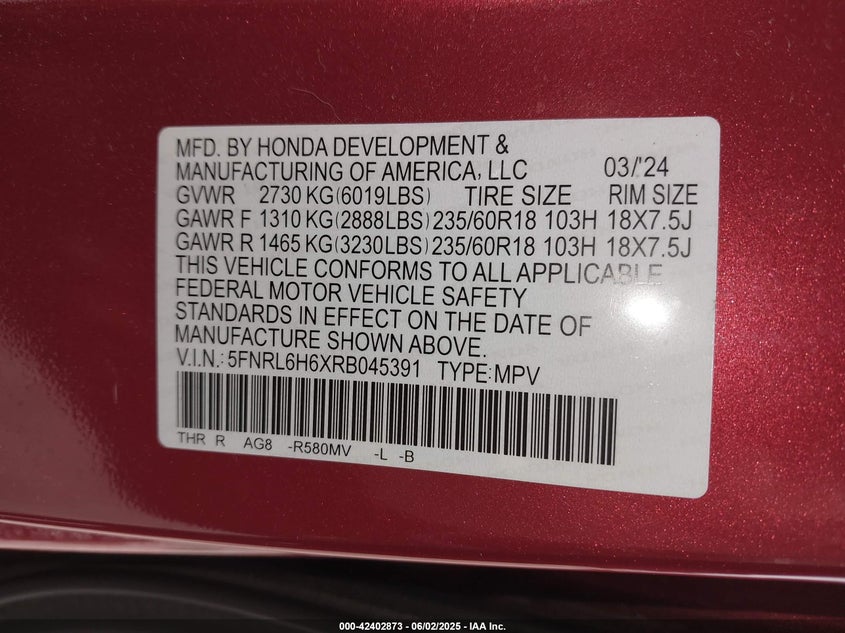 MFD. BY HONDA DEVELOPMENT &
MANUFACTURING OF AMERICA, LLC 03/'24
GVWR 2730 KG(6019LBS) TIRE SIZE RIM SIZE
GAWR F 1310 KG(2888LBS) 235/60R18 103H 18X7.5J
GAWR R 1465 KG(3230LBS) 235/60R18 103H 18X7.5J
THIS VEHICLE CONFORMS TO ALL APPLICABLE
FEDERAL MOTOR VEHICLE SAFETY
STANDARDS IN EFFECT ON THE DATE OF
MANUFACTURE SHOWN ABOVE.
V.I.N.: 5FNRL6H6XRB045391 TYPE:MPV
THR R AG8 -R580MV -L -B
000-42402873 - 06/02/2025 - IAA Inc.